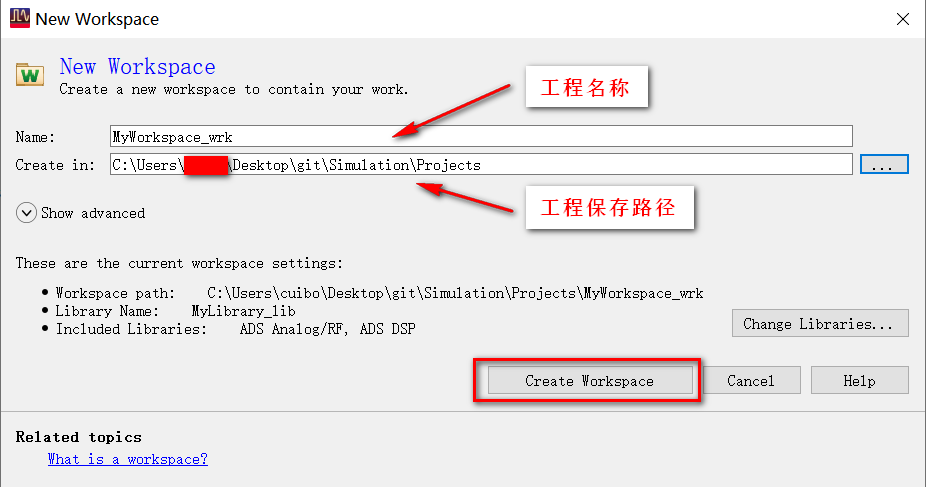 New Workspace
New Workspace
Create a new workspace to contain your work.
工程名称
Name:
MyWorkspace_wrk
Create in:
C:\Users\ \Desktop\git\Simulation\Projects
...
工程保存路径
Show advanced
These are the current workspace settings:
Workspace path: C:\Users\cuibo\Desktop\git\Simulation\Projects\MyWorkspace_wrk
Library Name: MyLibrary_lib
Included Libraries: ADS Analog/RF, ADS DSP
Change Libraries...
Create Workspace
Cancel
Help
Related topics
What is a workspace?